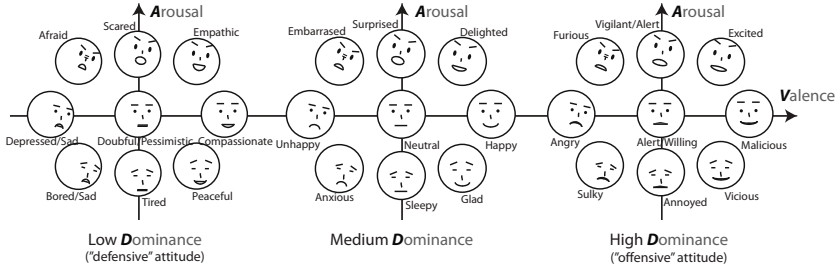 Arousal
Arousal
Arousal
Scared
Surprised
Vigilant/Alert
Afraid
Empathic
Embarrased
Delighted
Furious
Excited
Valence
Depressed/Sad
Doubful/Pessimistic
Compassionate
Unhappy
Neutral
Happy
Angry
Alert/Willing
Malicious
Bored/Sad
Tired
Peaceful
Anxious
Sleepy
Glad
Sulky
Annoyed
Vicious
Low Dominance
("defensive" attitude)
Medium Dominance
High Dominance
("offensive" attitude)